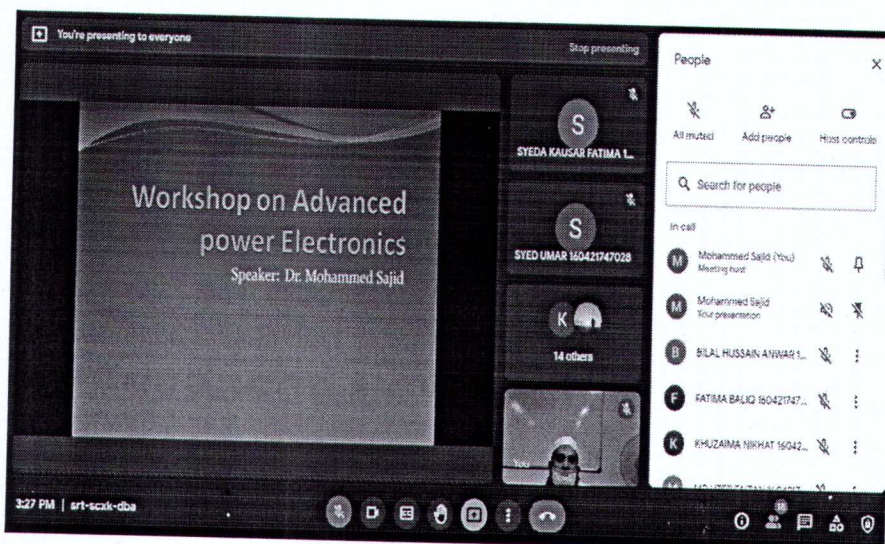 You're presenting to everyone
Stop presenting
Workshop on Advanced
power Electronics
Speaker: Dr. Mohammed Sajid
S
SYEDA KAUSAR FATIMA 1...
S
SYED UMAR 160421747028
K
14 others
You
People
All muted
Add people
Host controls
Search for people
In call
M
Mohammed Sajid (You)
Meeting host
M
Mohammed Sajid
Your presentation
B
BILAL HUSSAIN ANWAR 1...
F
FATIMA BALIQ 160421747...
K
KHUZAIMA NIKHAT 16042...
3:27 PM | srt-scxk-dba
18